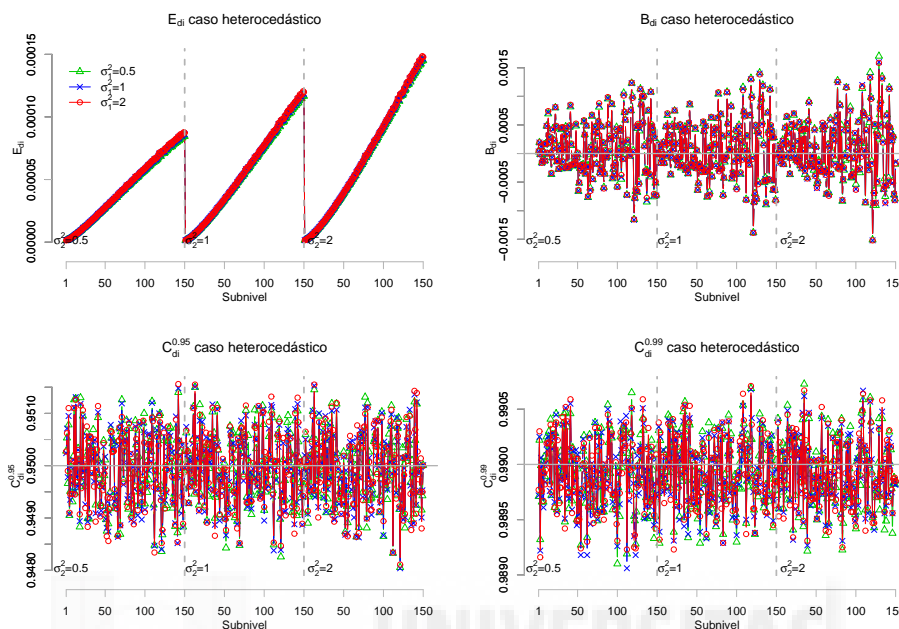 E_di caso heterocedástico
0.00015
0.00010
0.00005
0.00000
E_di
σ₁²=0.5
σ₁²=1
σ₁²=2
σ₂²=0.5
σ₂²=1
σ₂²=2
1 50 100 150 50 100 150 50 100 150
Subnivel
B_di caso heterocedástico
0.0015
0.0005
−0.0005
−0.0015
B_di
σ₂²=0.5
σ₂²=1
σ₂²=2
1 50 100 150 50 100 150 50 100 150
Subnivel
C_di^0.95 caso heterocedástico
0.9510
0.9500
0.9490
0.9480
C_di^0.95
σ₂²=0.5
σ₂²=1
σ₂²=2
1 50 100 150 50 100 150 50 100 150
Subnivel
C_di^0.99 caso heterocedástico
0.9905
0.9900
0.9895
0.9890
C_di^0.99
σ₂²=0.5
σ₂²=1
σ₂²=2
1 50 100 150 50 100 150 50 100 150
Subnivel